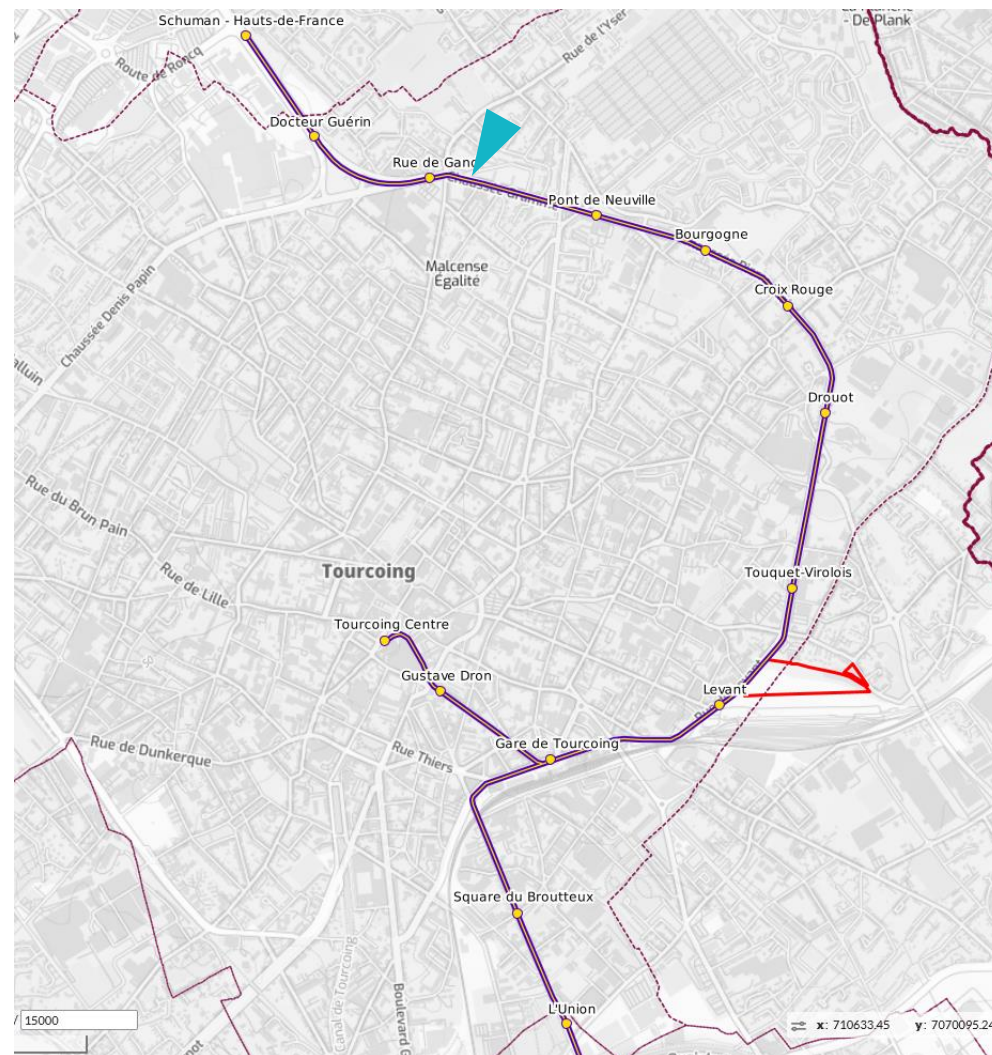 Schuman - Hauts-de-France
- De Plank
Rue de l'Yser
Route de Roncq
Docteur Guérin
Rue de Gand
Pont de Neuville
Bourgogne
Malcense
Égalité
Croix Rouge
Chaussée Denis Papin
Drouot
Rue du Brun Pain
Tourcoing
Touquet-Virolois
Rue de Lille
Tourcoing Centre
Gustave Dron
Levant
Gare de Tourcoing
Rue de Dunkerque
Rue Thiers
Square du Broutteux
Canal de Tourcoing
Boulevard G
L'Union
/ 15000
x: 710633.45 y: 7070095.24